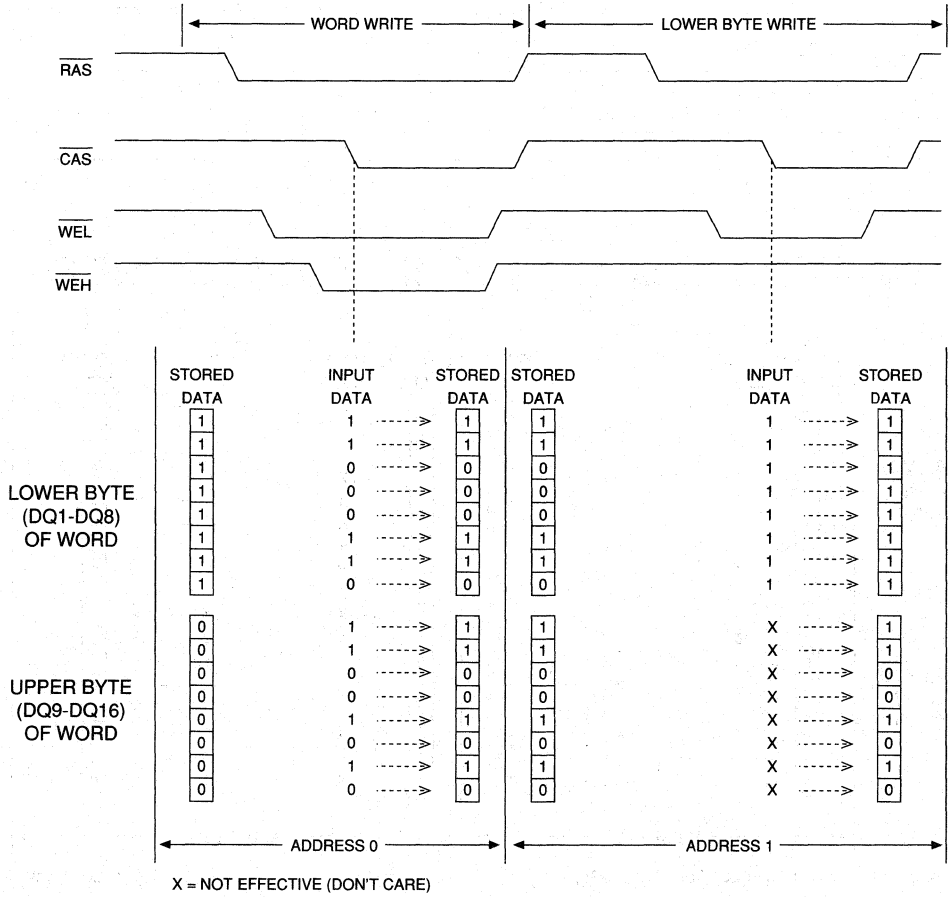 WORD WRITE LOWER BYTE WRITE
RAS
CAS
WEL
WEH
STORED INPUT STORED STORED INPUT STORED
DATA DATA DATA DATA DATA DATA
1 1 1 1 1 1
1 1 1 1 1 1
1 0 0 0 1 1
1 0 0 0 1 1
1 0 0 0 1 1
1 1 1 1 1 1
1 1 1 1 1 1
1 0 0 0 1 1
LOWER BYTE
(DQ1-DQ8)
OF WORD
0 1 1 1 X 1
0 1 1 1 X 1
0 0 0 0 X 0
0 0 0 0 X 0
0 1 1 1 X 1
0 0 0 0 X 0
0 1 1 1 X 1
0 0 0 0 X 0
UPPER BYTE
(DQ9-DQ16)
OF WORD
ADDRESS 0 ADDRESS 1
X = NOT EFFECTIVE (DON'T CARE)